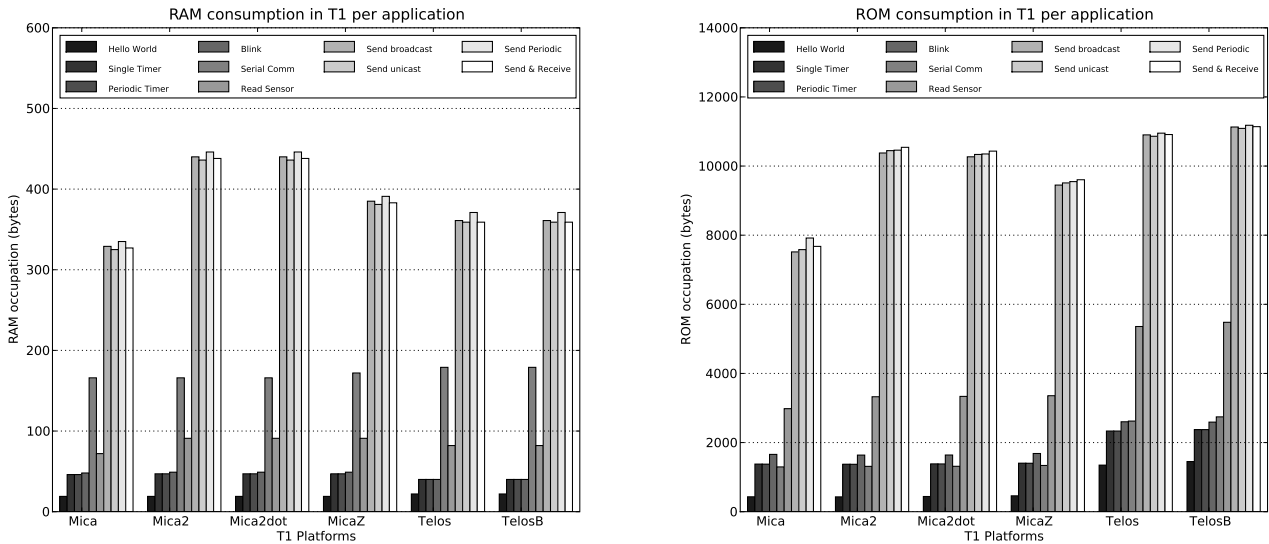 RAM consumption in T1 per application
600
500
400
300
200
100
0
RAM occupation (bytes)
Hello World
Single Timer
Periodic Timer
Blink
Serial Comm
Read Sensor
Send broadcast
Send unicast
Send Periodic
Send & Receive
Mica
Mica2
Mica2dot
MicaZ
Telos
TelosB
T1 Platforms
ROM consumption in T1 per application
14000
12000
10000
8000
6000
4000
2000
0
ROM occupation (bytes)
Hello World
Single Timer
Periodic Timer
Blink
Serial Comm
Read Sensor
Send broadcast
Send unicast
Send Periodic
Send & Receive
Mica
Mica2
Mica2dot
MicaZ
Telos
TelosB
T1 Platforms